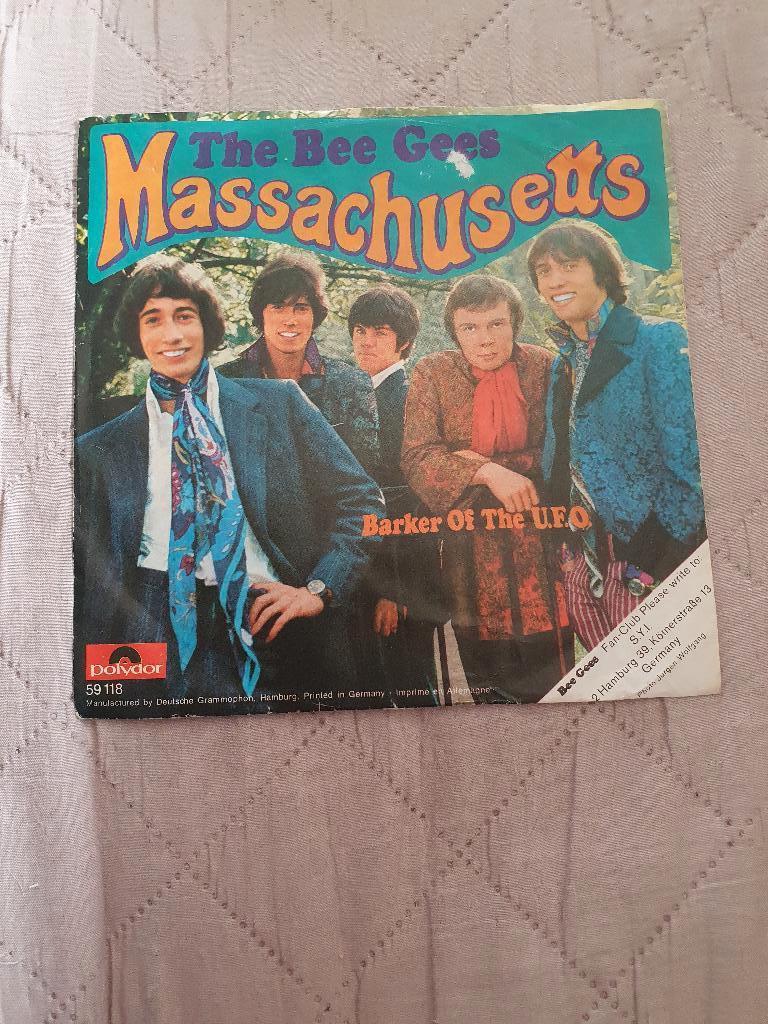 The Bee Gees
Massachusetts
Barker Of The U.F.O.
polydor
59 118
Manufactured by Deutsche Grammophon, Hamburg. Printed in Germany · Imprimé en Allemagne
Bee Gees Fan-Club Please write to:
S.Y.I.
2 Hamburg 39, Körnerstraße 13
Germany
Photo Jürgen Wolfgang